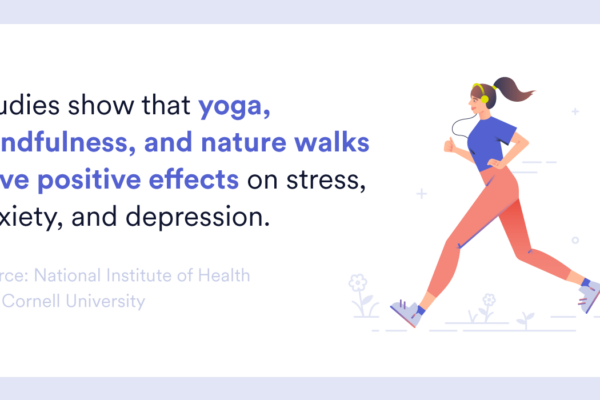 udies show that yoga,
ndfulness, and nature walks
ve positive effects on stress,
xiety, and depression.
rce: National Institute of Health
Cornell University